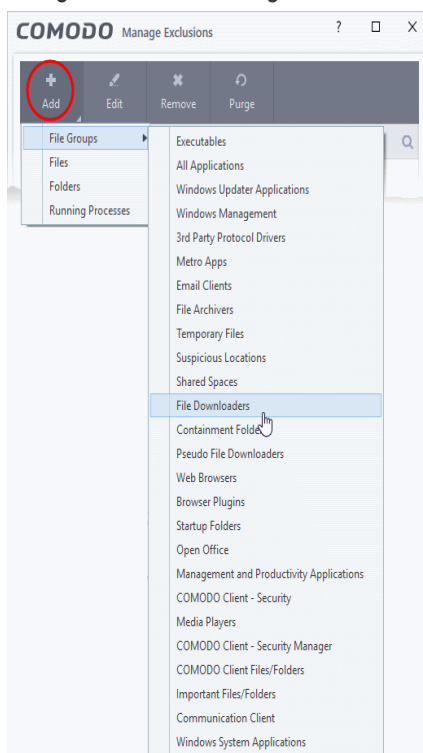 COMODO Manage Exclusions ? X
Add Edit Remove Purge
File Groups
Files
Folders
Running Processes
Executables
All Applications
Windows Updater Applications
Windows Management
3rd Party Protocol Drivers
Metro Apps
Email Clients
File Archivers
Temporary Files
Suspicious Locations
Shared Spaces
File Downloaders
Containment Folde
Pseudo File Downloaders
Web Browsers
Browser Plugins
Startup Folders
Open Office
Management and Productivity Applications
COMODO Client - Security
Media Players
COMODO Client - Security Manager
COMODO Client Files/Folders
Important Files/Folders
Communication Client
Windows System Applications